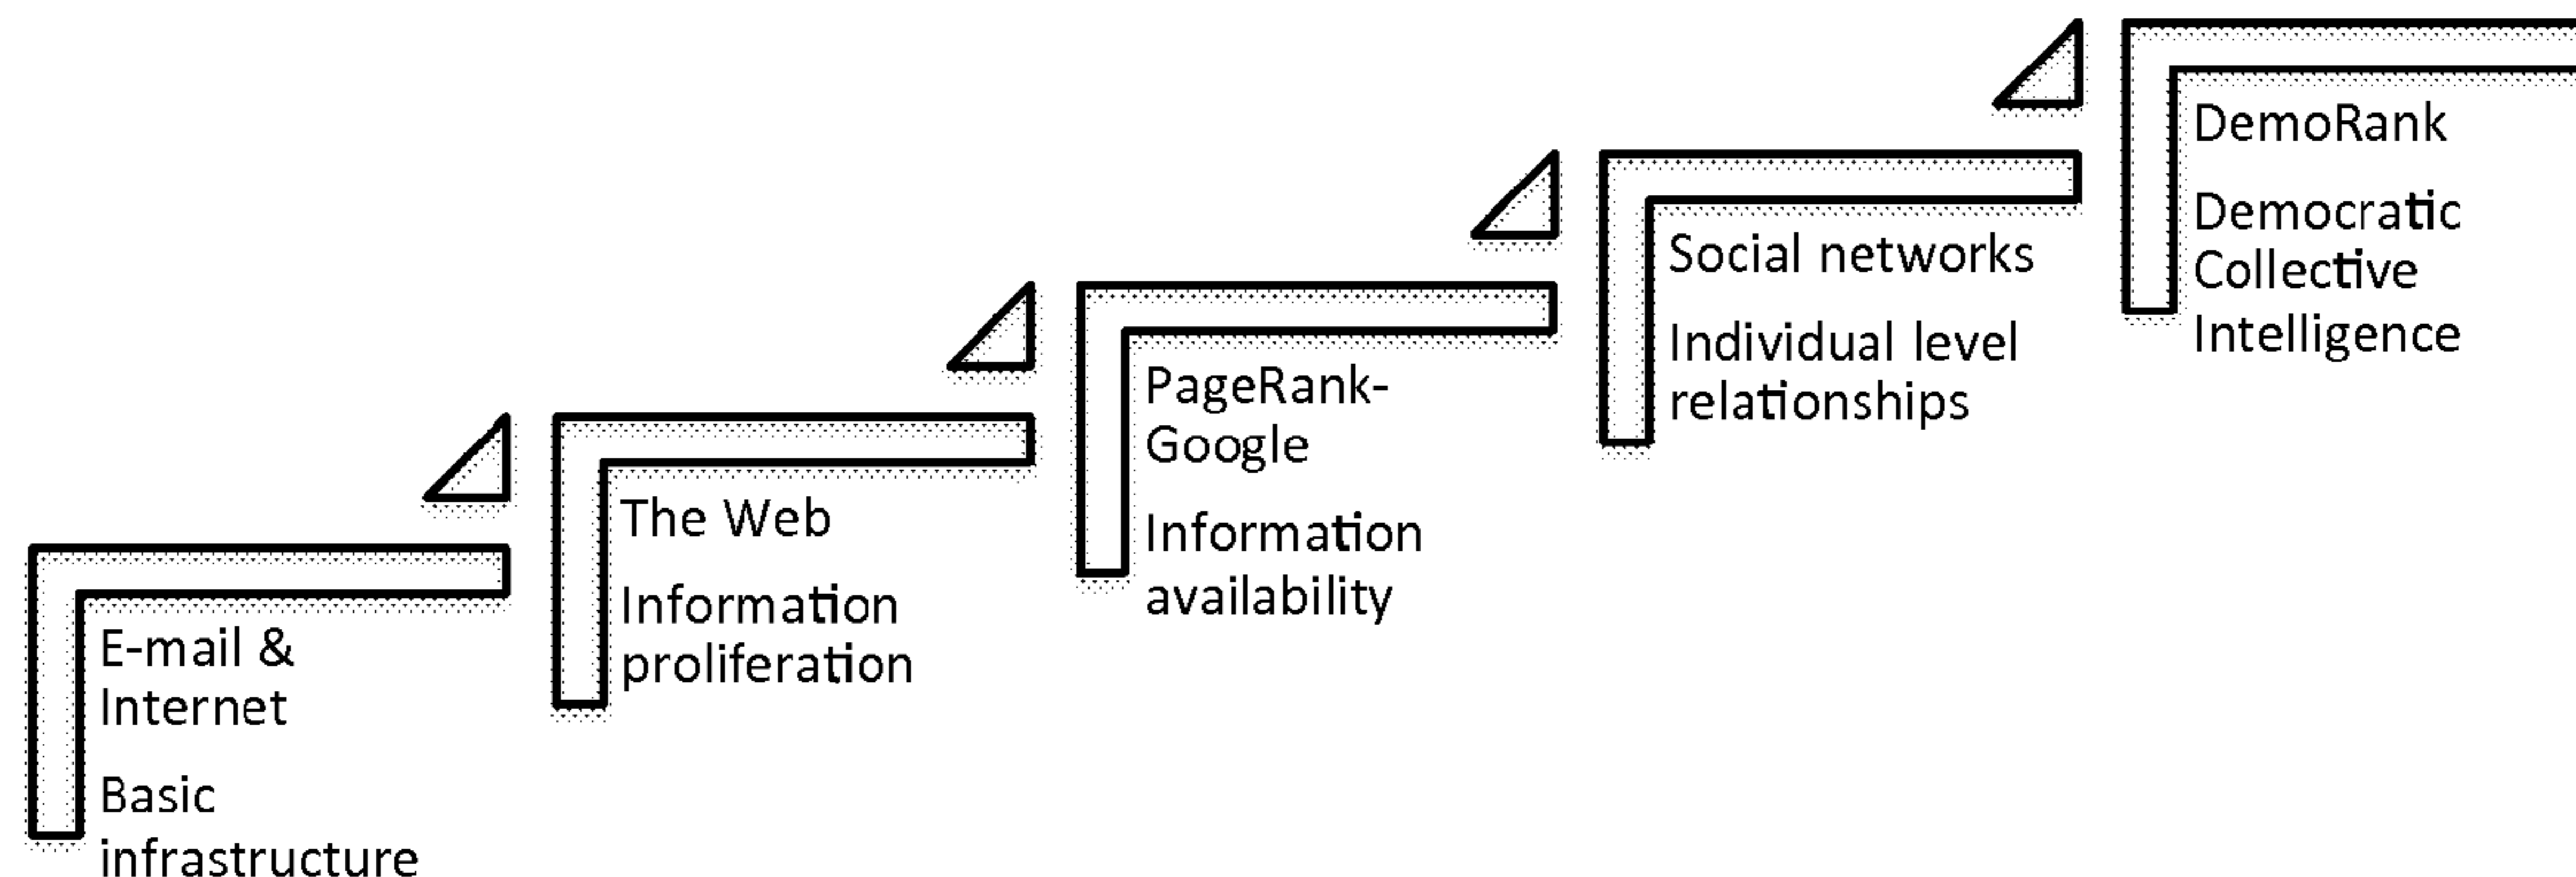 E-mail &
Internet
Basic
infrastructure
The Web
Information
proliferation
PageRank-
Google
Information
availability
Social networks
Individual level
relationships
DemoRank
Democratic
Collective
Intelligence